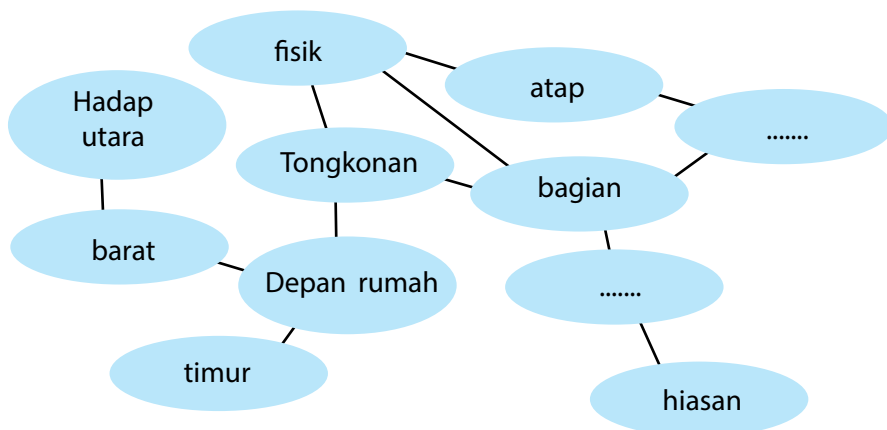 fisik
atap
Hadap
utara
.......
Tongkonan
bagian
barat
Depan rumah
.......
timur
hiasan